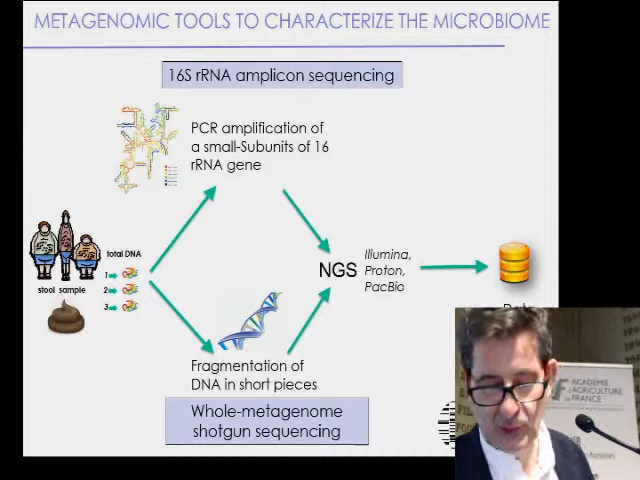 METAGENOMIC TOOLS TO CHARACTERIZE THE MICROBIOME
16S rRNA amplicon sequencing
PCR amplification of
a small-Subunits of 16
rRNA gene
total DNA
1
2
3
stool sample
NGS
Illumina,
Proton,
PacBio
Fragmentation of
DNA in short pieces
Whole-metagenome
shotgun sequencing
ACADÉMIE
D'AGRICULTURE
DE FRANCE